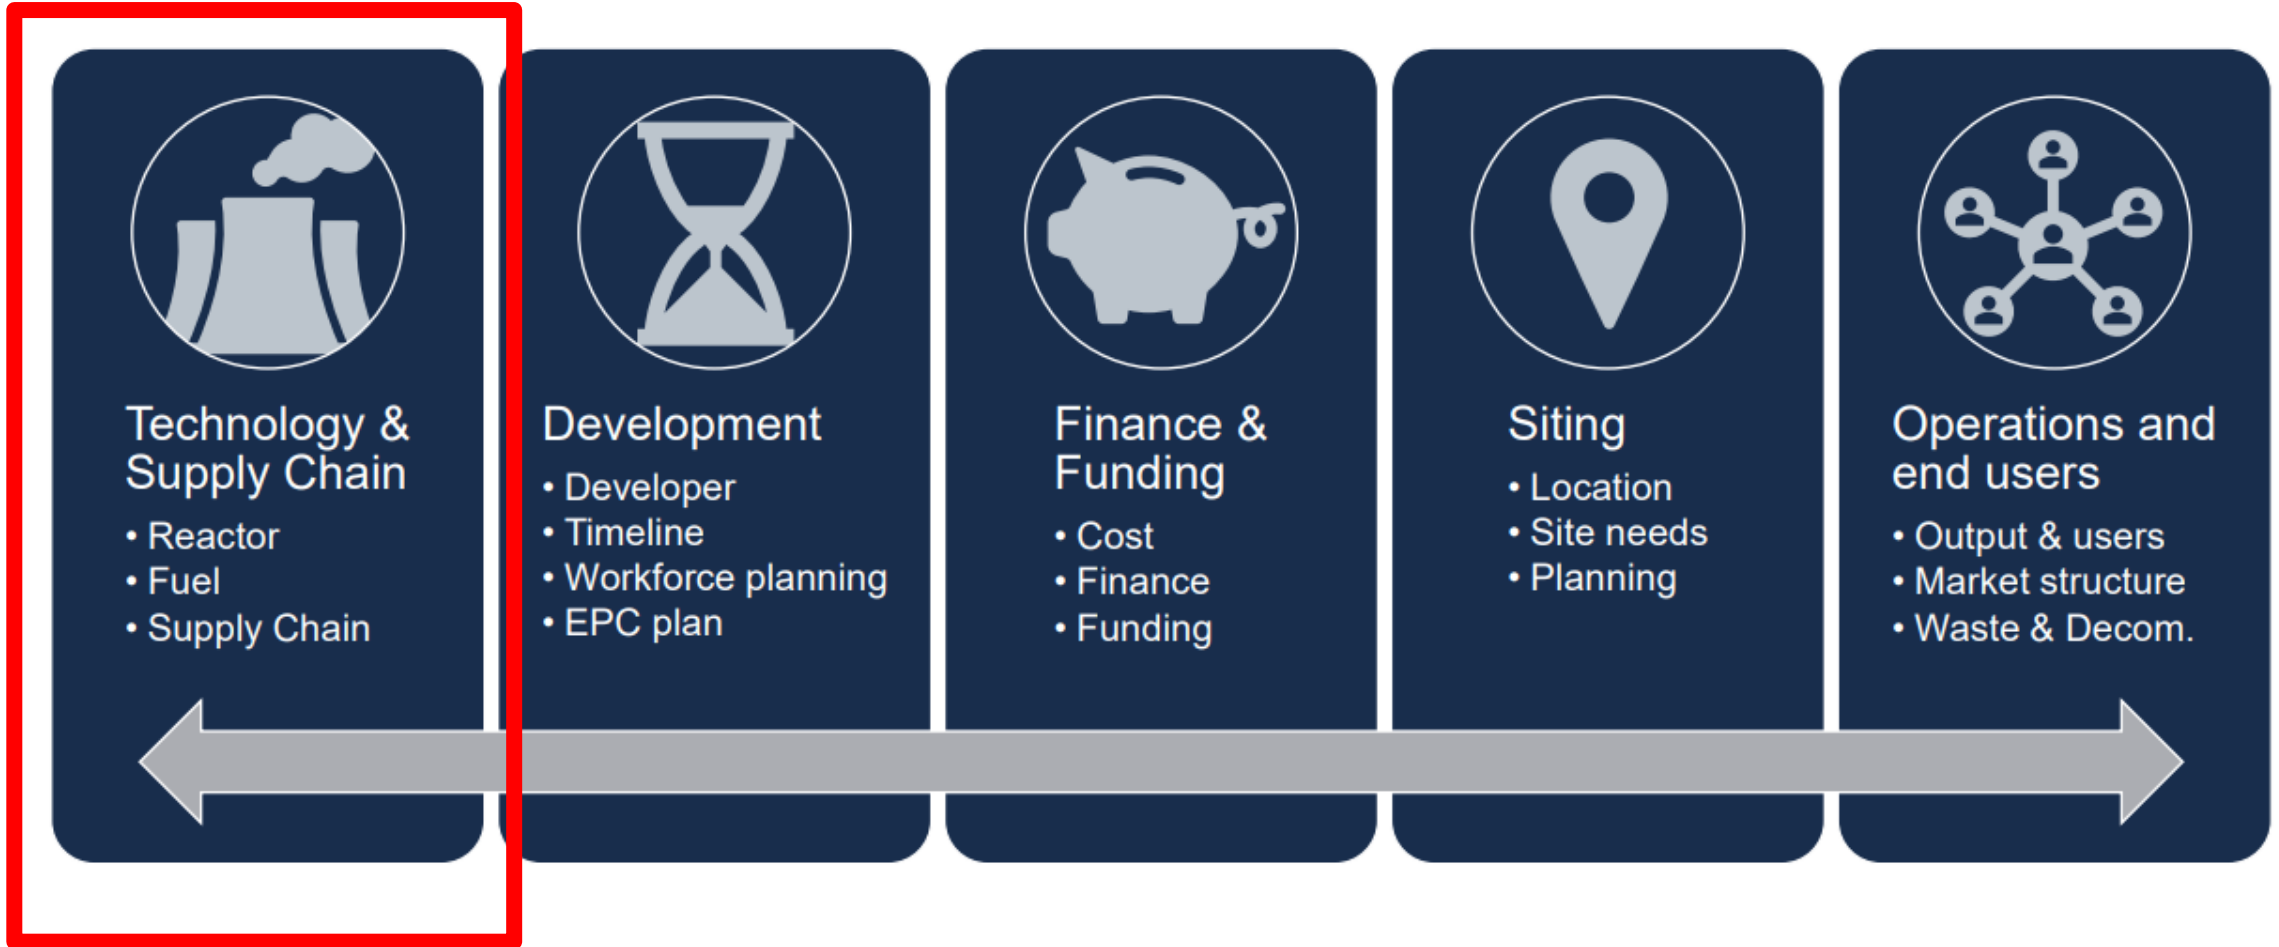 Technology &
Supply Chain
• Reactor
• Fuel
• Supply Chain
Development
• Developer
• Timeline
• Workforce planning
• EPC plan
Finance &
Funding
• Cost
• Finance
• Funding
Siting
• Location
• Site needs
• Planning
Operations and
end users
• Output & users
• Market structure
• Waste & Decom.